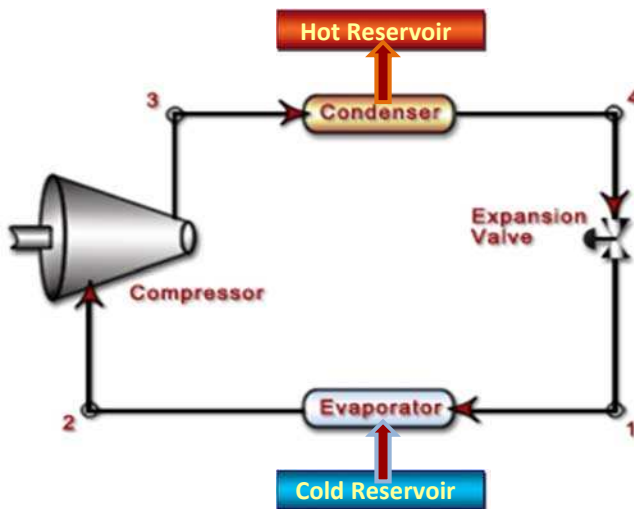 Hot Reservoir
3
Condenser
4
Expansion
Valve
Compressor
2
Evaporator
1
Cold Reservoir